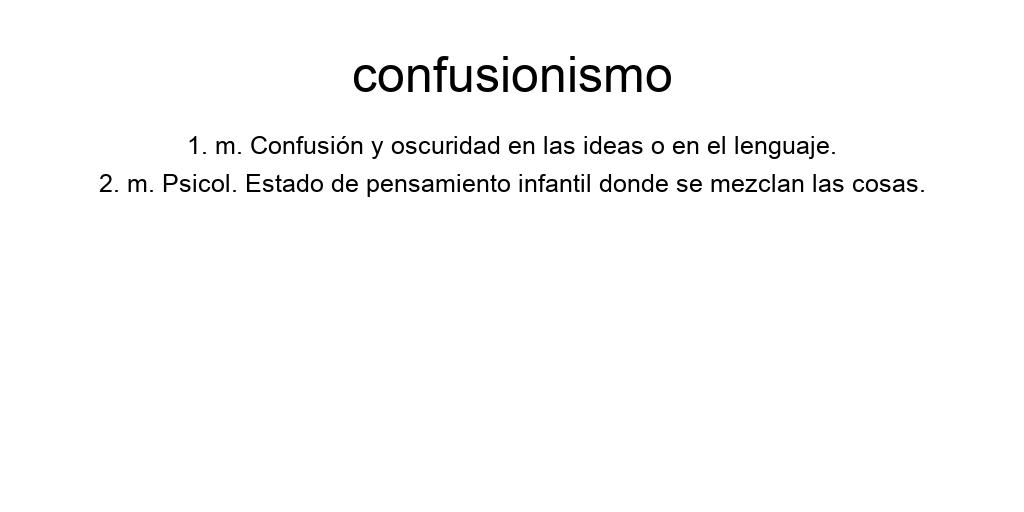 confusionismo
1. m. Confusión y oscuridad en las ideas o en el lenguaje.
2. m. Psicol. Estado de pensamiento infantil donde se mezclan las cosas.